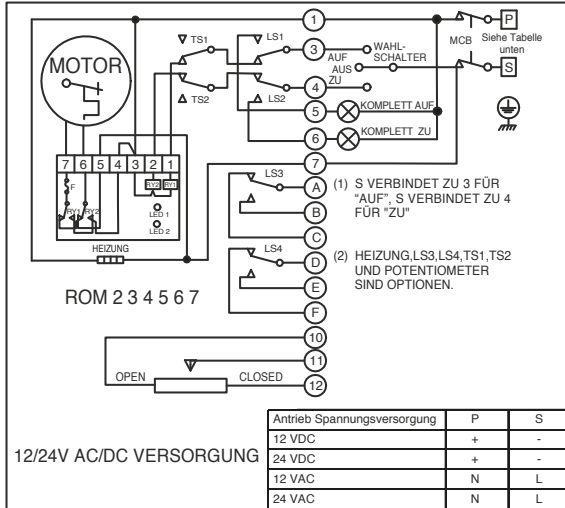 1
P
TS1
LS1
3
WAHL-
SCHALTER
MCB
Siehe Tabelle
unten
AUF
AUS
ZU
MOTOR
S
4
TS2
LS2
5
KOMPLETT AUF
6
KOMPLETT ZU
7
7 6 5 4 3 2 1
F
RY1 RY2
RY2 RY1
LED 1
LED 2
HEIZUNG
LS3
A
B
C
(1) S VERBINDET ZU 3 FÜR
“AUF”, S VERBINDET ZU 4
FÜR "ZU"
LS4
D
E
F
(2) HEIZUNG,LS3,LS4,TS1,TS2
UND POTENTIOMETER
SIND OPTIONEN.
ROM 2 3 4 5 6 7
10
11
12
OPEN
CLOSED
12/24V AC/DC VERSORGUNG
Antrieb Spannungsversorgung P S
12 VDC + -
24 VDC + -
12 VAC N L
24 VAC N L